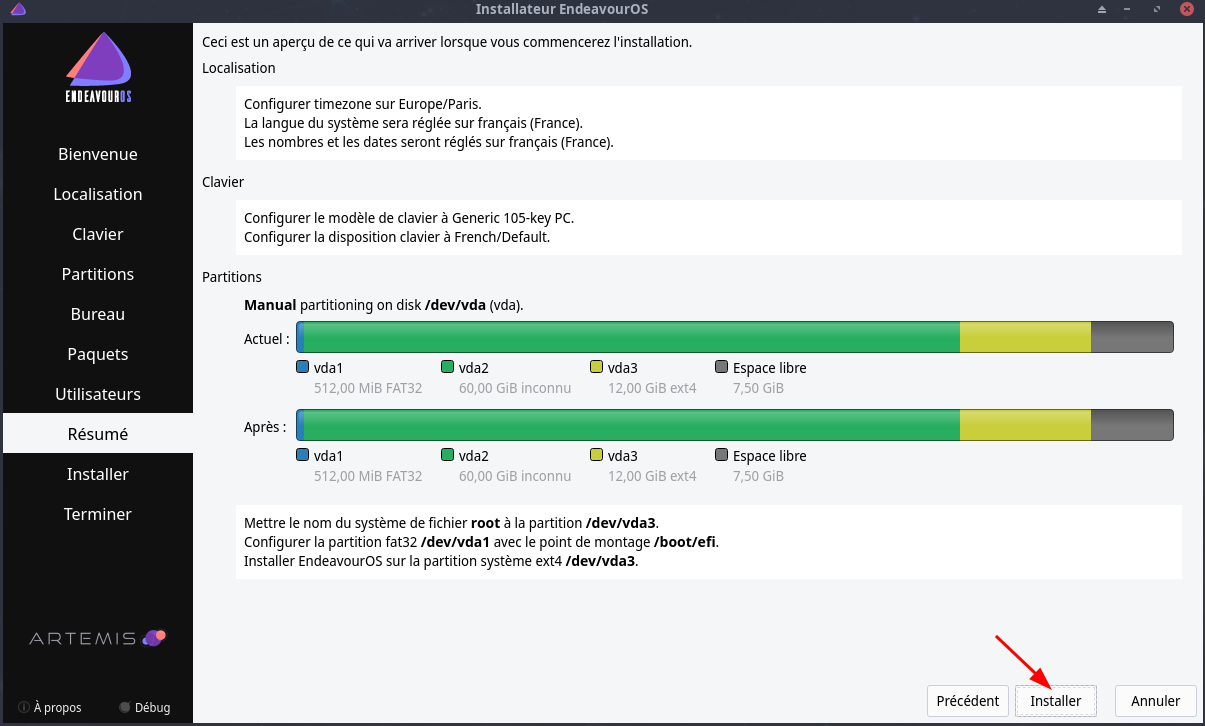 Installateur EndeavourOS
ENDEAVOUROS
Bienvenue
Localisation
Clavier
Partitions
Bureau
Paquets
Utilisateurs
Résumé
Installer
Terminer
ARTEMIS
À propos
Débug
Ceci est un aperçu de ce qui va arriver lorsque vous commencerez l'installation.
Localisation
Configurer timezone sur Europe/Paris.
La langue du système sera réglée sur français (France).
Les nombres et les dates seront réglés sur français (France).
Clavier
Configurer le modèle de clavier à Generic 105-key PC.
Configurer la disposition clavier à French/Default.
Partitions
Manual partitioning on disk /dev/vda (vda).
Actuel :
vda1 vda2 vda3 Espace libre
512,00 MiB FAT32 60,00 GiB inconnu 12,00 GiB ext4 7,50 GiB
Après :
vda1 vda2 vda3 Espace libre
512,00 MiB FAT32 60,00 GiB inconnu 12,00 GiB ext4 7,50 GiB
Mettre le nom du système de fichier root à la partition /dev/vda3.
Configurer la partition fat32 /dev/vda1 avec le point de montage /boot/efi.
Installer EndeavourOS sur la partition système ext4 /dev/vda3.
Précédent Installer Annuler